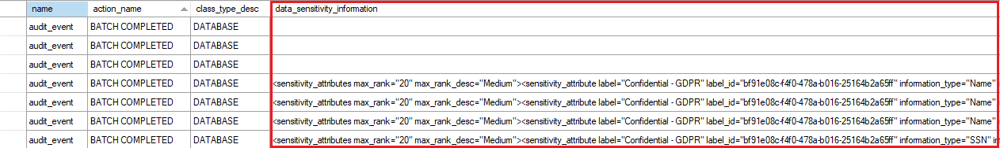 name action_name class_type_desc data_sensitivity_information
audit_event BATCH COMPLETED DATABASE
audit_event BATCH COMPLETED DATABASE
audit_event BATCH COMPLETED DATABASE
audit_event BATCH COMPLETED DATABASE <sensitivity_attributes max_rank="20" max_rank_desc="Medium"><sensitivity_attribute label="Confidential - GDPR" label_id="bf91e08c-f4f0-478a-b016-25164b2a65ff" information_type="Name"
audit_event BATCH COMPLETED DATABASE <sensitivity_attributes max_rank="20" max_rank_desc="Medium"><sensitivity_attribute label="Confidential - GDPR" label_id="bf91e08c-f4f0-478a-b016-25164b2a65ff" information_type="Name"
audit_event BATCH COMPLETED DATABASE <sensitivity_attributes max_rank="20" max_rank_desc="Medium"><sensitivity_attribute label="Confidential - GDPR" label_id="bf91e08c-f4f0-478a-b016-25164b2a65ff" information_type="Name"
audit_event BATCH COMPLETED DATABASE <sensitivity_attributes max_rank="20" max_rank_desc="Medium"><sensitivity_attribute label="Confidential - GDPR" label_id="bf91e08c-f4f0-478a-b016-25164b2a65ff" information_type="SSN" in